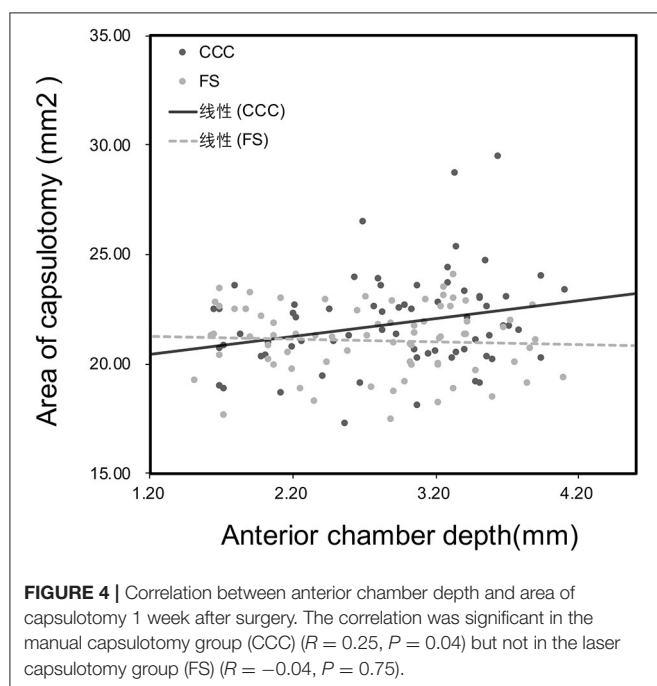 35.00
CCC
FS
线性 (CCC)
线性 (FS)
30.00
25.00
20.00
15.00
Area of capsulotomy (mm2 )
1.20 2.20 3.20 4.20
Anterior chamber depth(mm)
FIGURE 4 | Correlation between anterior chamber depth and area of
capsulotomy 1 week after surgery. The correlation was significant in the
manual capsulotomy group (CCC) (R = 0.25, P = 0.04) but not in the laser
capsulotomy group (FS) (R = −0.04, P = 0.75).